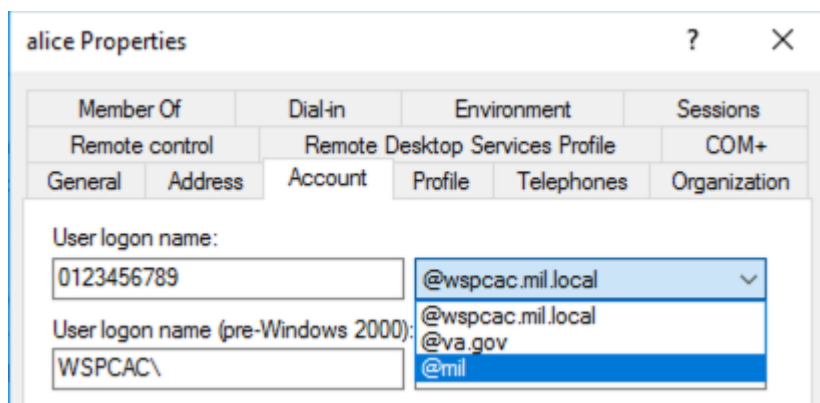 alice Properties
? ×
Member Of Dial-in Environment Sessions
Remote control Remote Desktop Services Profile COM+
General Address Account Profile Telephones Organization
User logon name:
0123456789 @wspcac.mil.local
@wspcac.mil.local
User logon name (pre-Windows 2000): @va.gov
WSPCAC\ @mil